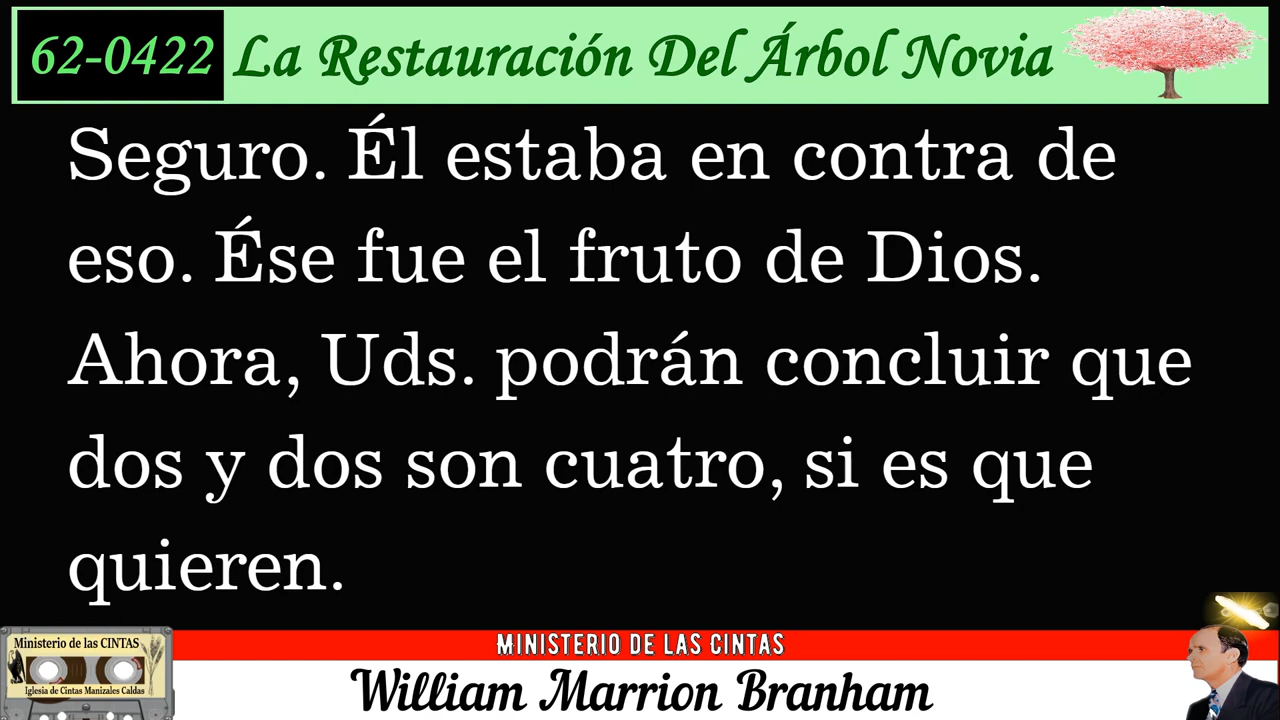 62-0422 La Restauración Del Árbol Novia
Seguro. Él estaba en contra de
eso. Ése fue el fruto de Dios.
Ahora, Uds. podrán concluir que
dos y dos son cuatro, si es que
quieren.
Ministerio de las CINTAS
Iglesia de Cintas Manizales Caldas
MINISTERIO DE LAS CINTAS
William Marrion Branham